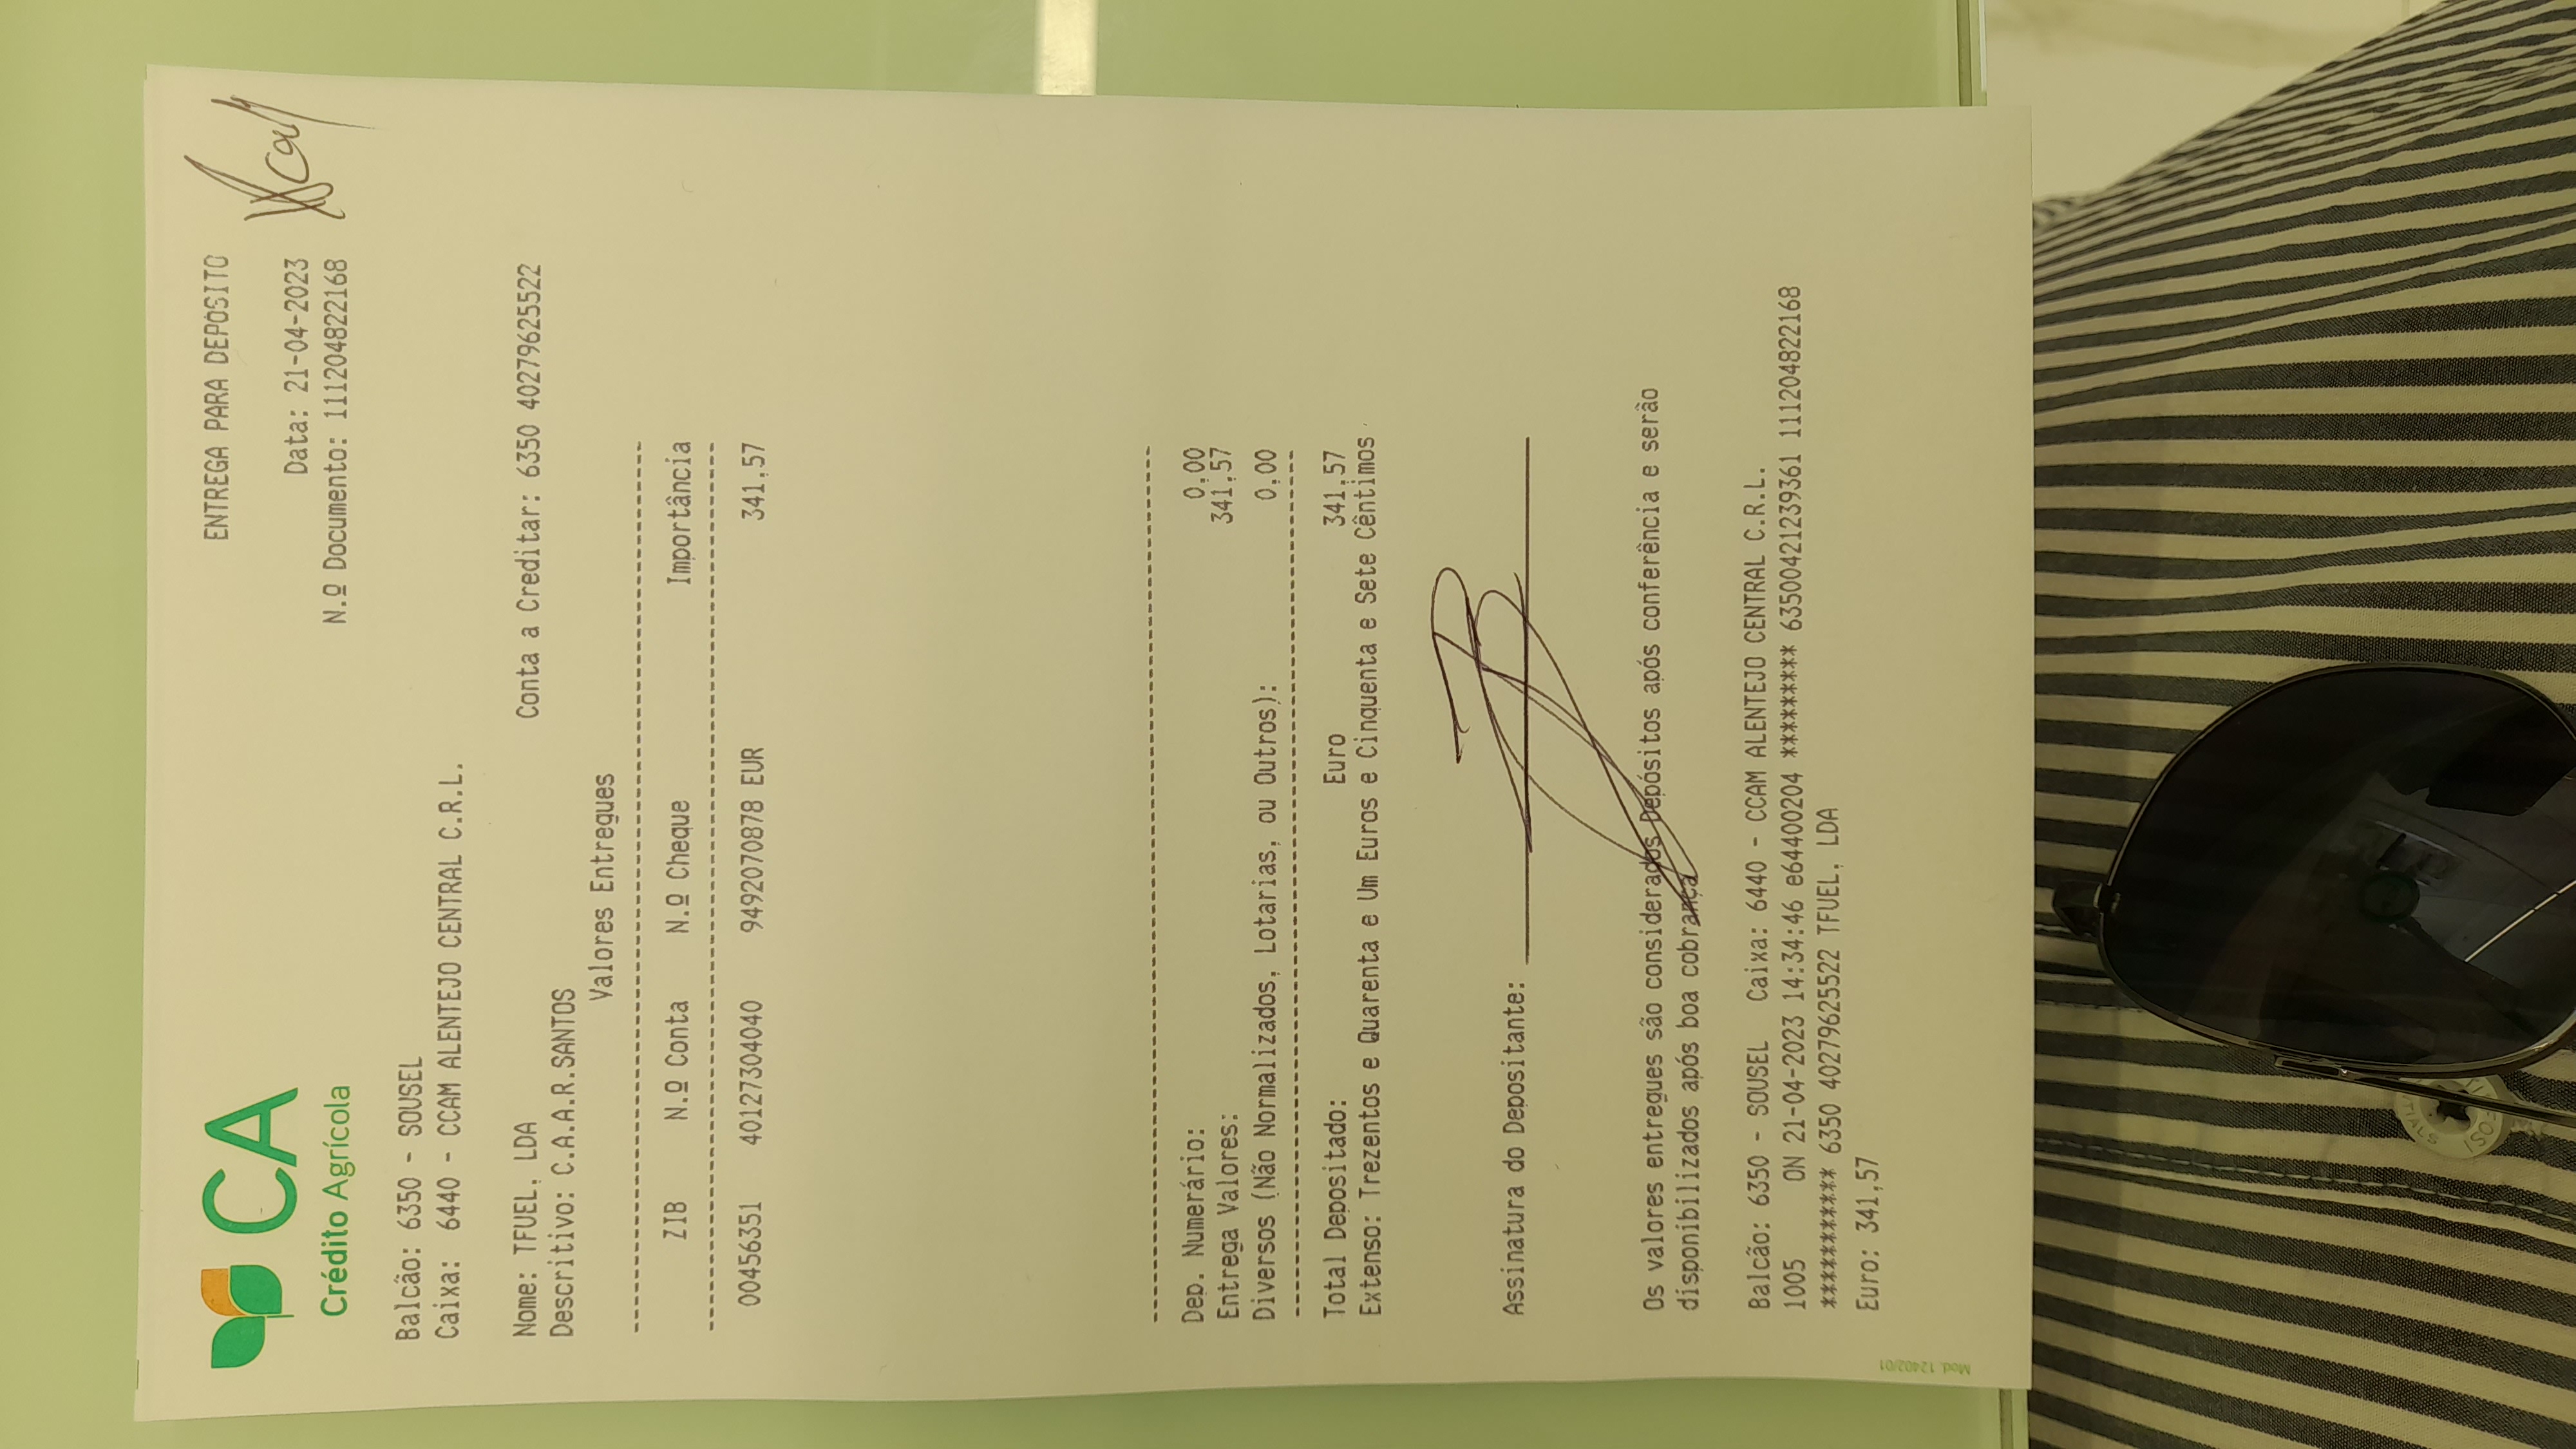 CA
Crédito Agrícola
ENTREGA PARA DEPÓSITO
Data: 21-04-2023
N.º Documento: 111204822168
Balcão: 6350 - SOUSEL
Caixa: 6440 - CCAM ALENTEJO CENTRAL C.R.L.
Nome: TFUEL, LDA Conta a Creditar: 6350 40279625522
Descritivo: C.A.A.R.SANTOS
Valores Entregues
ZIB N.º Conta N.º Cheque Importância
00456351 40127304040 9492070878 EUR 341,57
Dep. Numerário: 0,00
Entrega Valores: 341,57
Diversos (Não Normalizados, Lotarias, ou Outros): 0,00
Total Depositado: Euro 341,57
Extenso: Trezentos e Quarenta e Um Euros e Cinquenta e Sete Cêntimos
Assinatura do Depositante:
Os valores entregues são considerados Depósitos após conferência e serão
disponibilizados após boa cobrança
Balcão: 6350 - SOUSEL Caixa: 6440 - CCAM ALENTEJO CENTRAL C.R.L.
1005 ON 21-04-2023 14:34:46 e64400204 ******** 63500421239361 111204822168
********** 6350 40279625522 TFUEL, LDA
Euro: 341,57
Mod. 12402/01